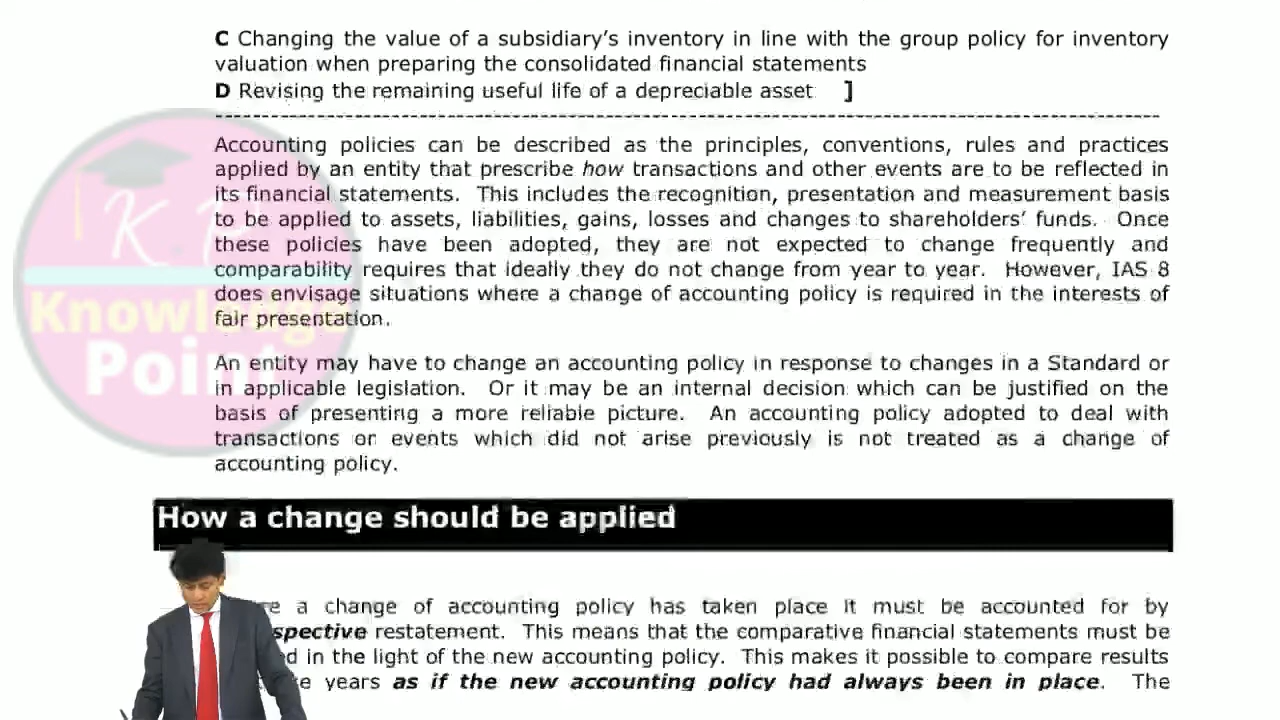 C Changing the value of a subsidiary's inventory in line with the group policy for inventory
valuation when preparing the consolidated financial statements
D Revising the remaining useful life of a depreciable asset ]
Accounting policies can be described as the principles, conventions, rules and practices
applied by an entity that prescribe how transactions and other events are to be reflected in
its financial statements. This includes the recognition, presentation and measurement basis
to be applied to assets, liabilities, gains, losses and changes to shareholders' funds. Once
these policies have been adopted, they are not expected to change frequently and
comparability requires that ideally they do not change from year to year. However, IAS 8
does envisage situations where a change of accounting policy is required in the interests of
fair presentation.
K P
Knowledge
Point
An entity may have to change an accounting policy in response to changes in a Standard or
in applicable legislation. Or it may be an internal decision which can be justified on the
basis of presenting a more reliable picture. An accounting policy adopted to deal with
transactions or events which did not arise previously is not treated as a change of
accounting policy.
How a change should be applied
a change of accounting policy has taken place it must be accounted for by
spective restatement. This means that the comparative financial statements must be
in the light of the new accounting policy. This makes it possible to compare results
years as if the new accounting policy had always been in place. The